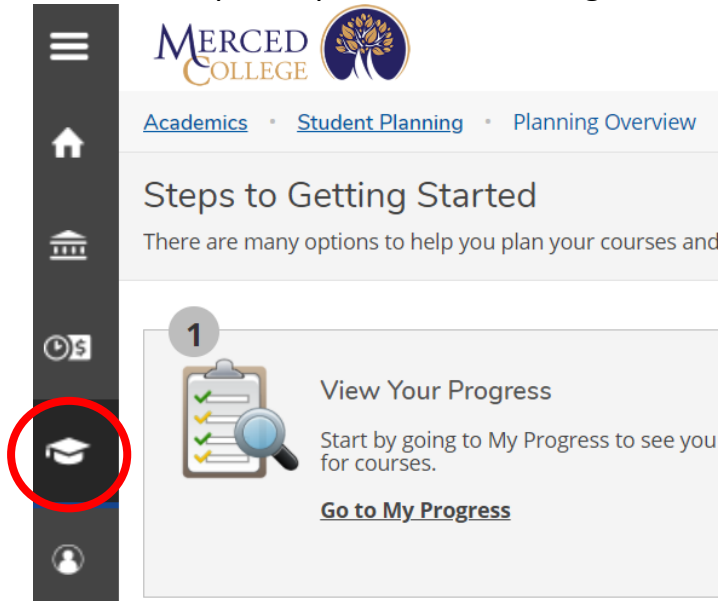 MERCED
COLLEGE
Academics • Student Planning • Planning Overview
Steps to Getting Started
There are many options to help you plan your courses and
1
View Your Progress
Start by going to My Progress to see you
for courses.
Go to My Progress
$